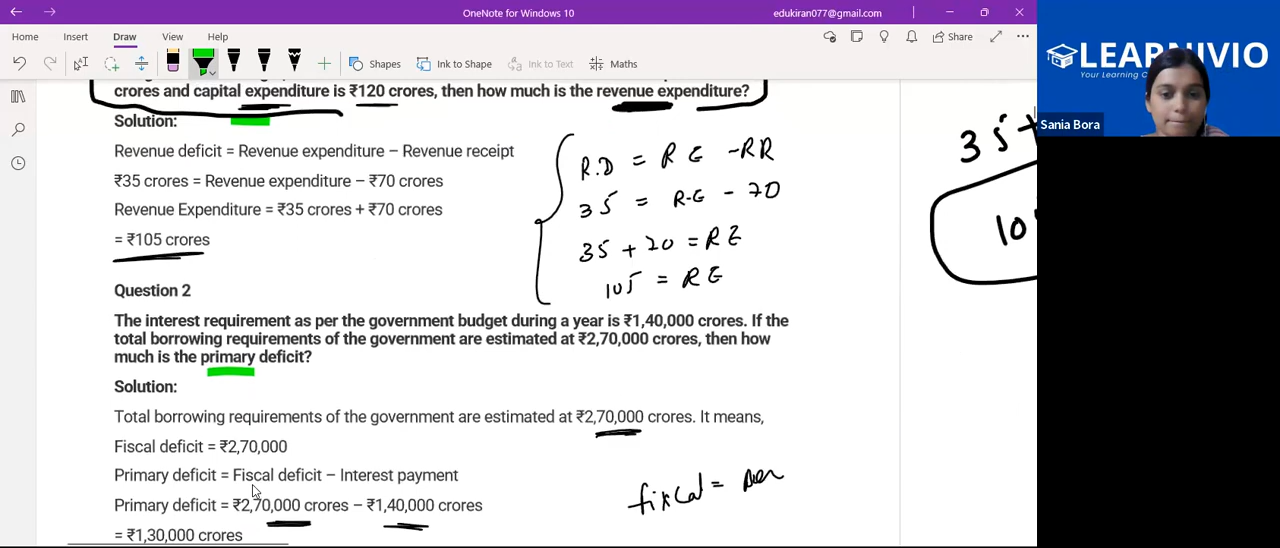 OneNote for Windows 10
edukiran077@gmail.com
Home Insert Draw View Help
Share
Shapes Ink to Shape Ink to Text Maths
LEARNIVIO
Your Learning
Sania Bora
crores and capital expenditure is ₹120 crores, then how much is the revenue expenditure?
Solution:
Revenue deficit = Revenue expenditure – Revenue receipt
₹35 crores = Revenue expenditure – ₹70 crores
Revenue Expenditure = ₹35 crores + ₹70 crores
= ₹105 crores
R.D = R E - RR
35 = R.E - 70
35 + 70 = R E
105 = R E
35+
10
Question 2
The interest requirement as per the government budget during a year is ₹1,40,000 crores. If the
total borrowing requirements of the government are estimated at ₹2,70,000 crores, then how
much is the primary deficit?
Solution:
Total borrowing requirements of the government are estimated at ₹2,70,000 crores. It means,
Fiscal deficit = ₹2,70,000
Primary deficit = Fiscal deficit – Interest payment
Primary deficit = ₹2,70,000 crores – ₹1,40,000 crores
= ₹1,30,000 crores
fiscal =